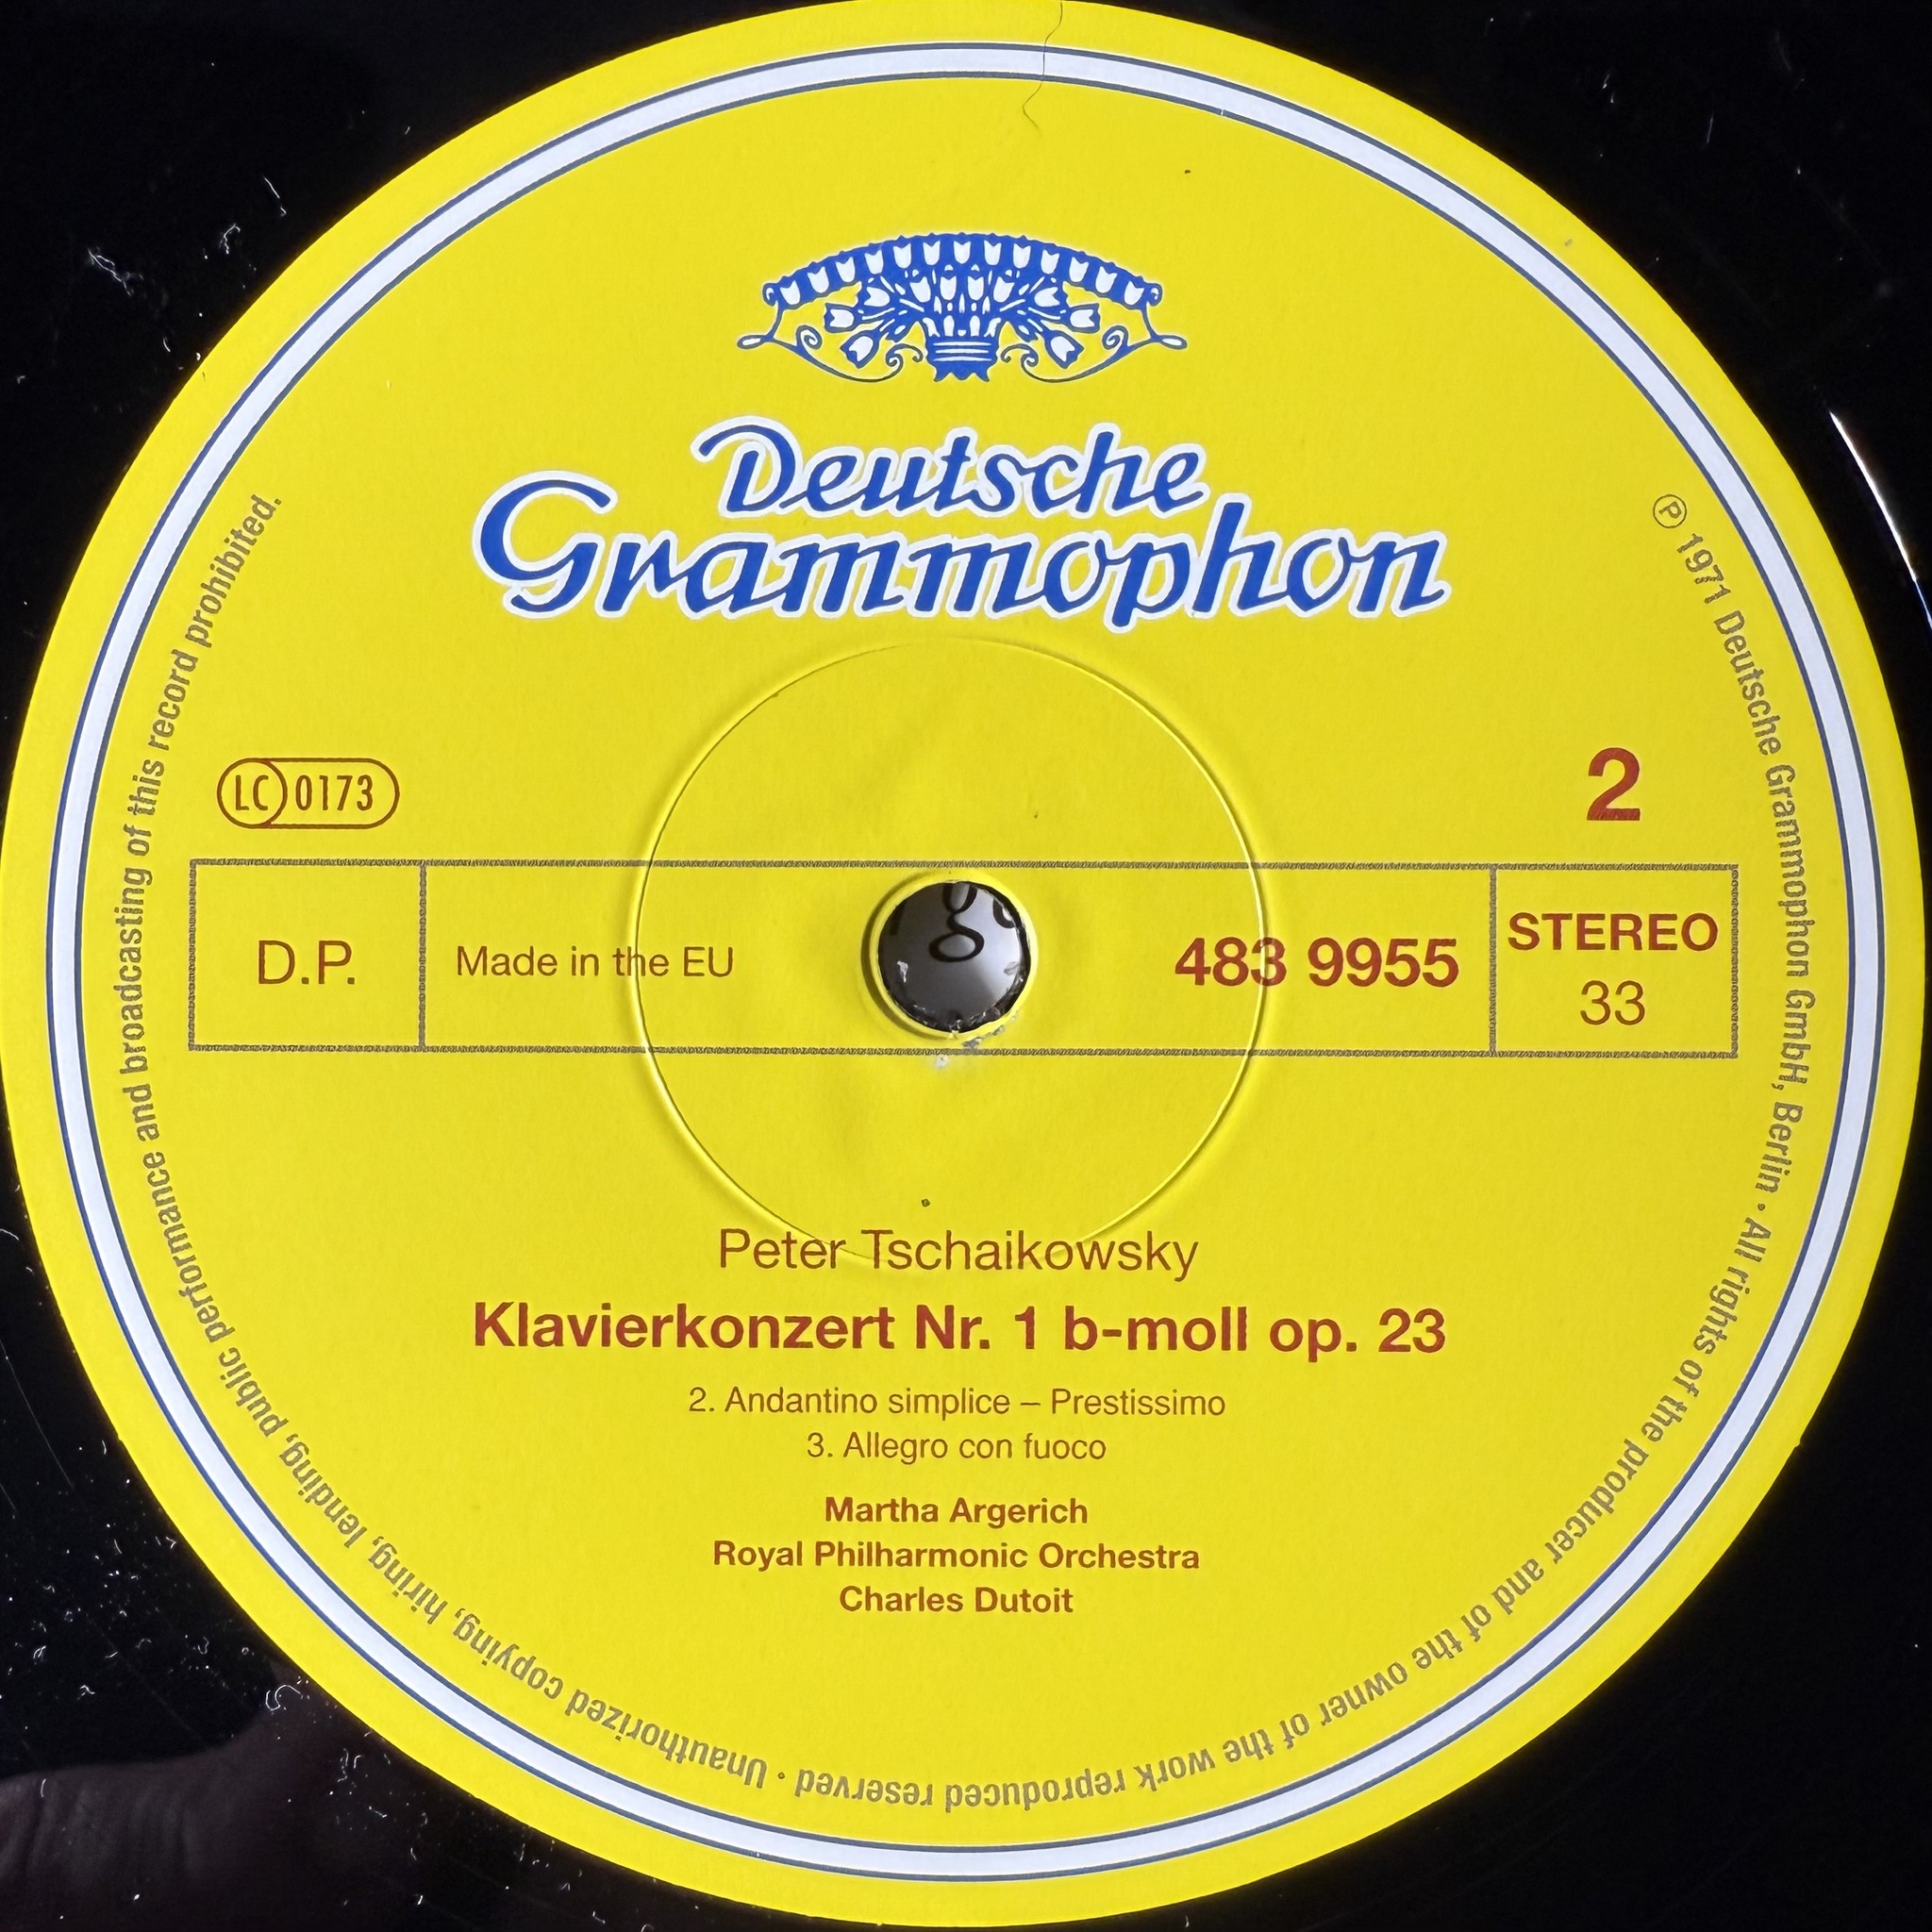 Deutsche
Grammophon
LC 0173
2
D.P.
Made in the EU
483 9955
STEREO
33
Peter Tschaikowsky
Klavierkonzert Nr. 1 b-moll op. 23
2. Andantino simplice – Prestissimo
3. Allegro con fuoco
Martha Argerich
Royal Philharmonic Orchestra
Charles Dutoit
℗ 1971 Deutsche Grammophon GmbH, Berlin · All rights of the producer and of the owner of the work reproduced reserved · Unauthorized copying, hiring, lending, public performance and broadcasting of this record prohibited.